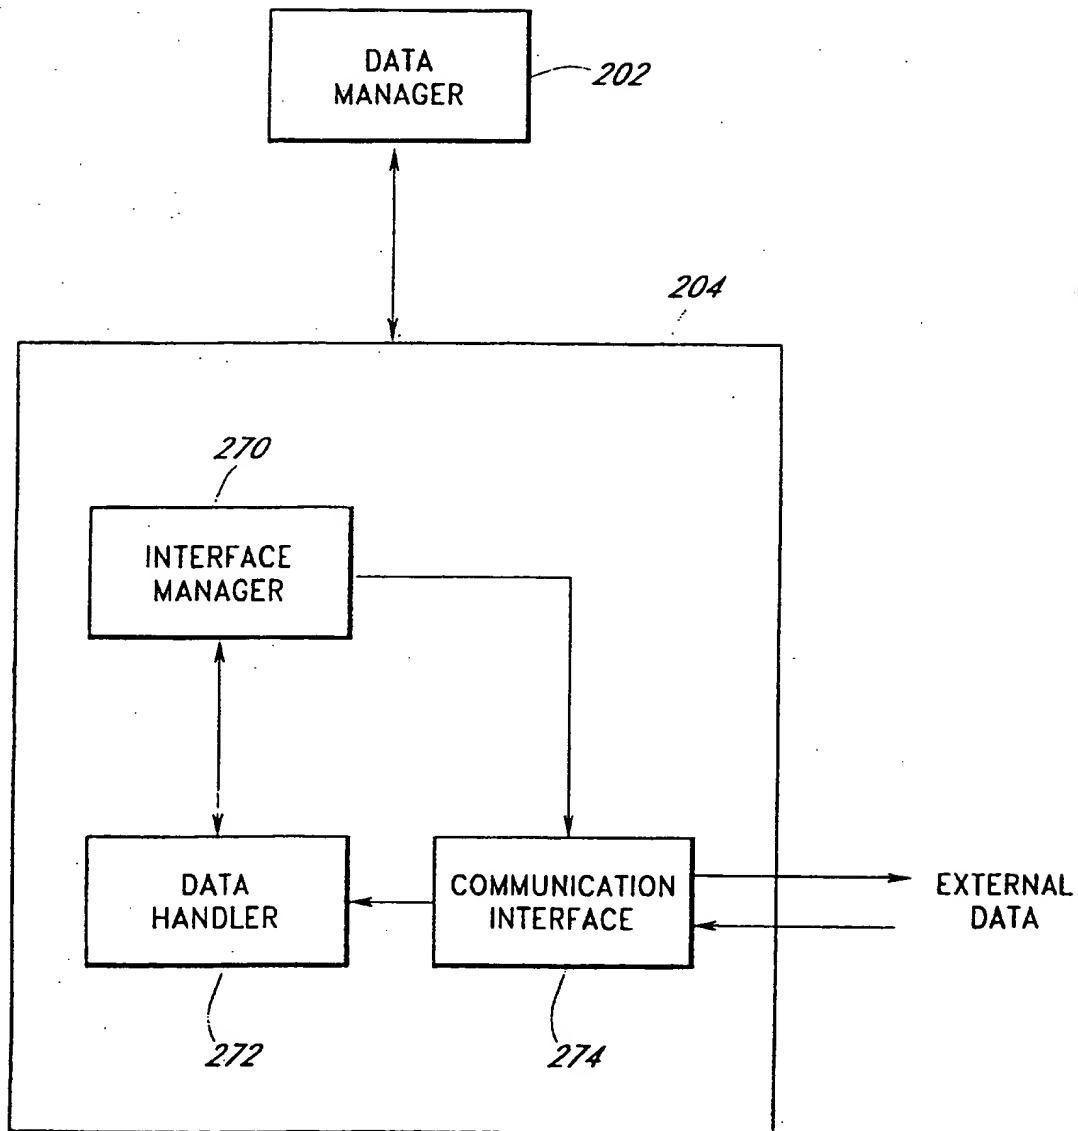 DATA
MANAGER
202
204
270
INTERFACE
MANAGER
DATA
HANDLER
COMMUNICATION
INTERFACE
EXTERNAL
DATA
272
274